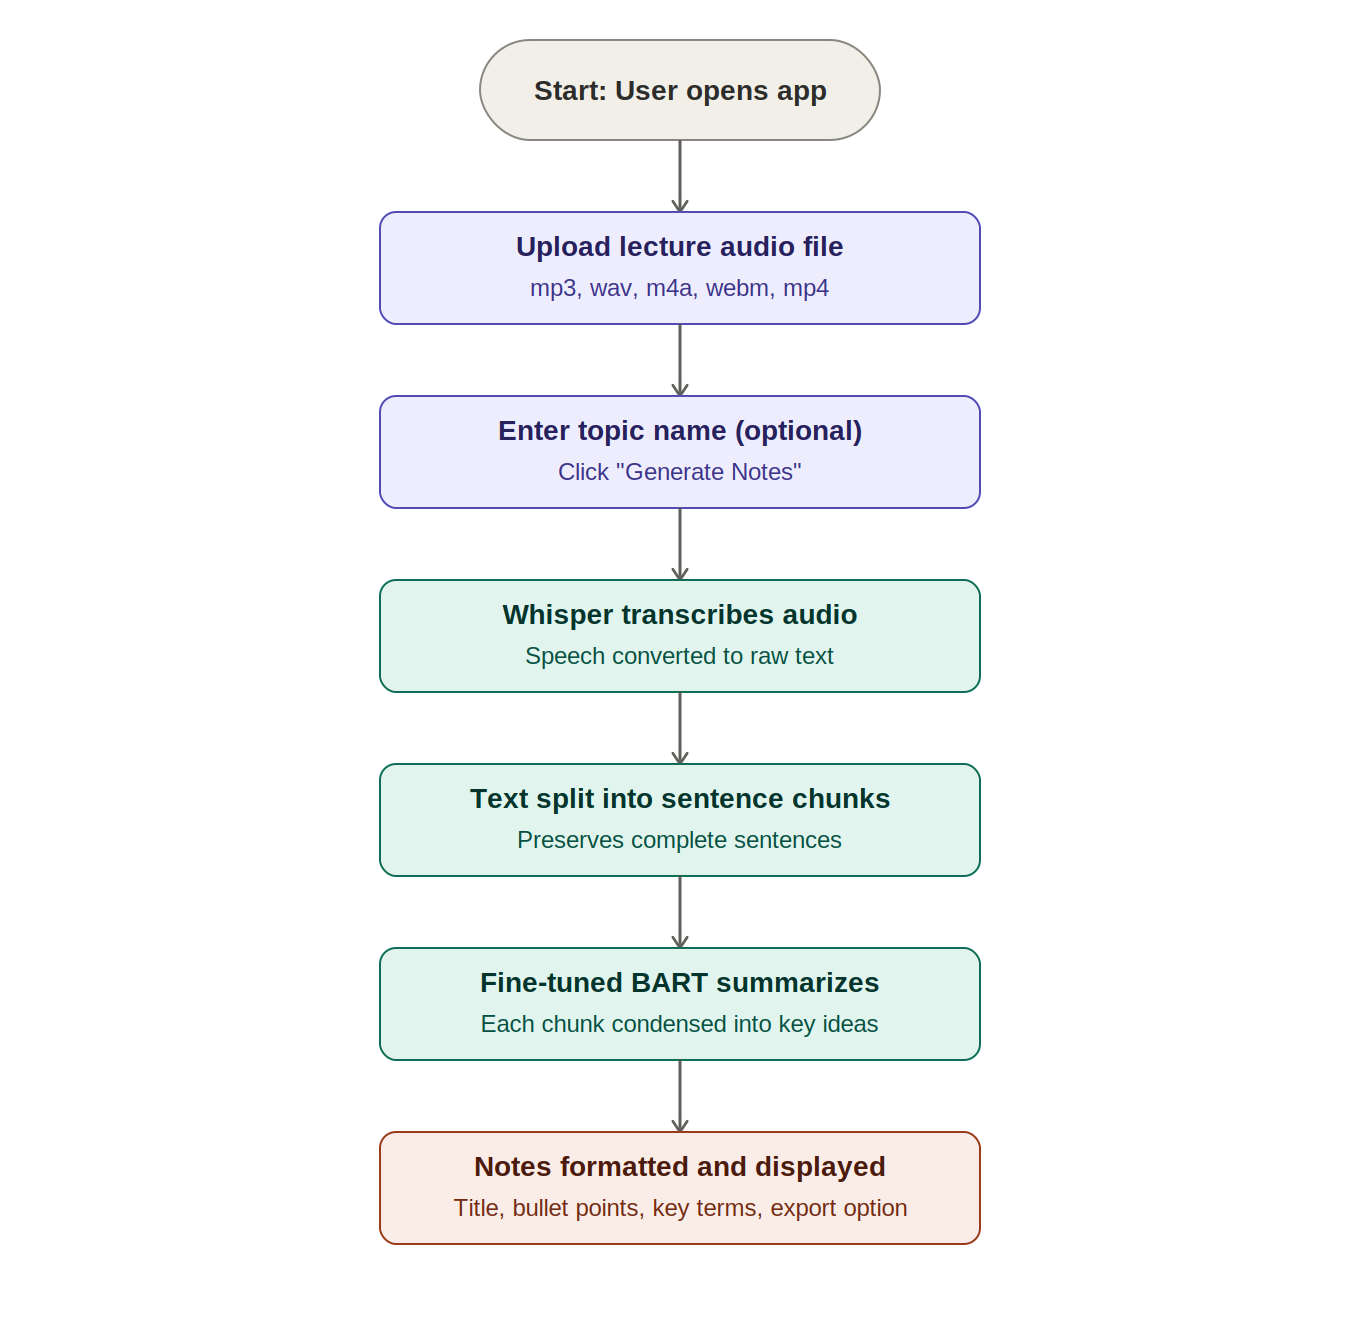 Start: User opens app
Upload lecture audio file
mp3, wav, m4a, webm, mp4
Enter topic name (optional)
Click "Generate Notes"
Whisper transcribes audio
Speech converted to raw text
Text split into sentence chunks
Preserves complete sentences
Fine-tuned BART summarizes
Each chunk condensed into key ideas
Notes formatted and displayed
Title, bullet points, key terms, export option